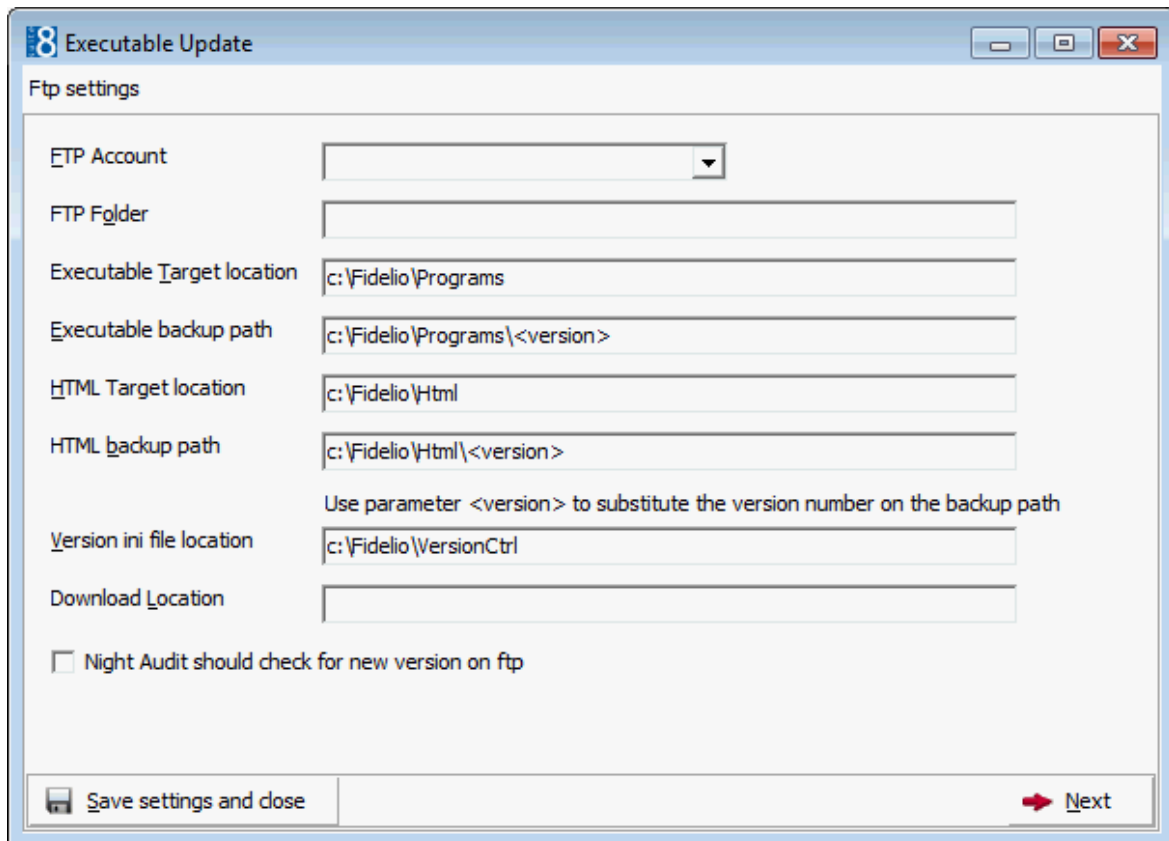 8 Executable Update
Ftp settings
FTP Account
FTP Folder
Executable Target location c:\Fidelio\Programs
Executable backup path c:\Fidelio\Programs\<version>
HTML Target location c:\Fidelio\Html
HTML backup path c:\Fidelio\Html\<version>
Use parameter <version> to substitute the version number on the backup path
Version ini file location c:\Fidelio\VersionCtrl
Download Location
Night Audit should check for new version on ftp
Save settings and close Next